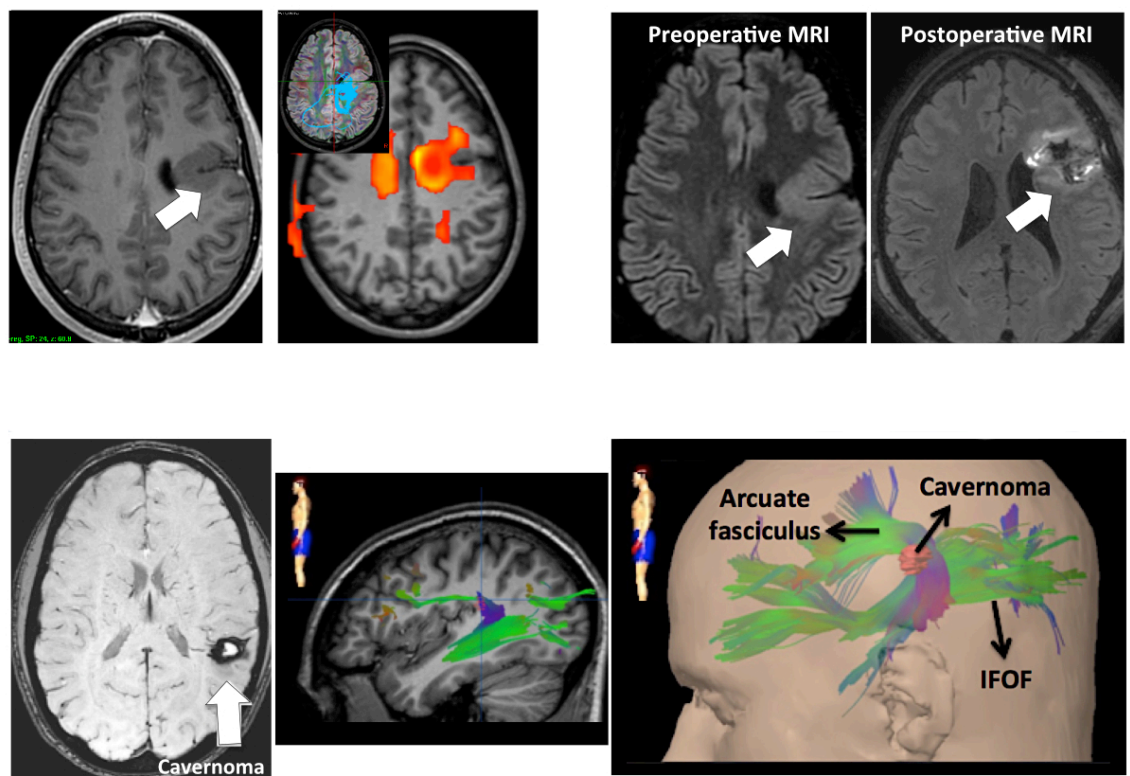 Preoperative MRI
Postoperative MRI
Cavernoma
Arcuate
fasciculus
Cavernoma
IFOF